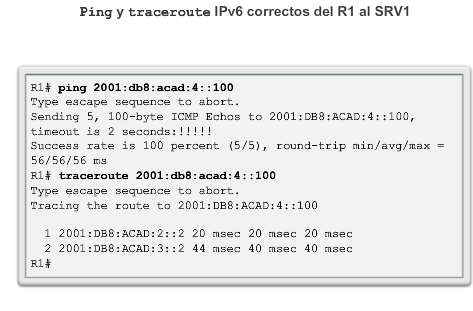 Ping y traceroute IPv6 correctos del R1 al SRV1
R1# ping 2001:db8:acad:4::100
Type escape sequence to abort.
Sending 5, 100-byte ICMP Echos to 2001:DB8:ACAD:4::100,
timeout is 2 seconds:!!!!!
Success rate is 100 percent (5/5), round-trip min/avg/max =
56/56/56 ms
R1# traceroute 2001:db8:acad:4::100
Type escape sequence to abort.
Tracing the route to 2001:DB8:ACAD:4::100
1 2001:DB8:ACAD:2::2 20 msec 20 msec 20 msec
2 2001:DB8:ACAD:3::2 44 msec 40 msec 40 msec
R1#